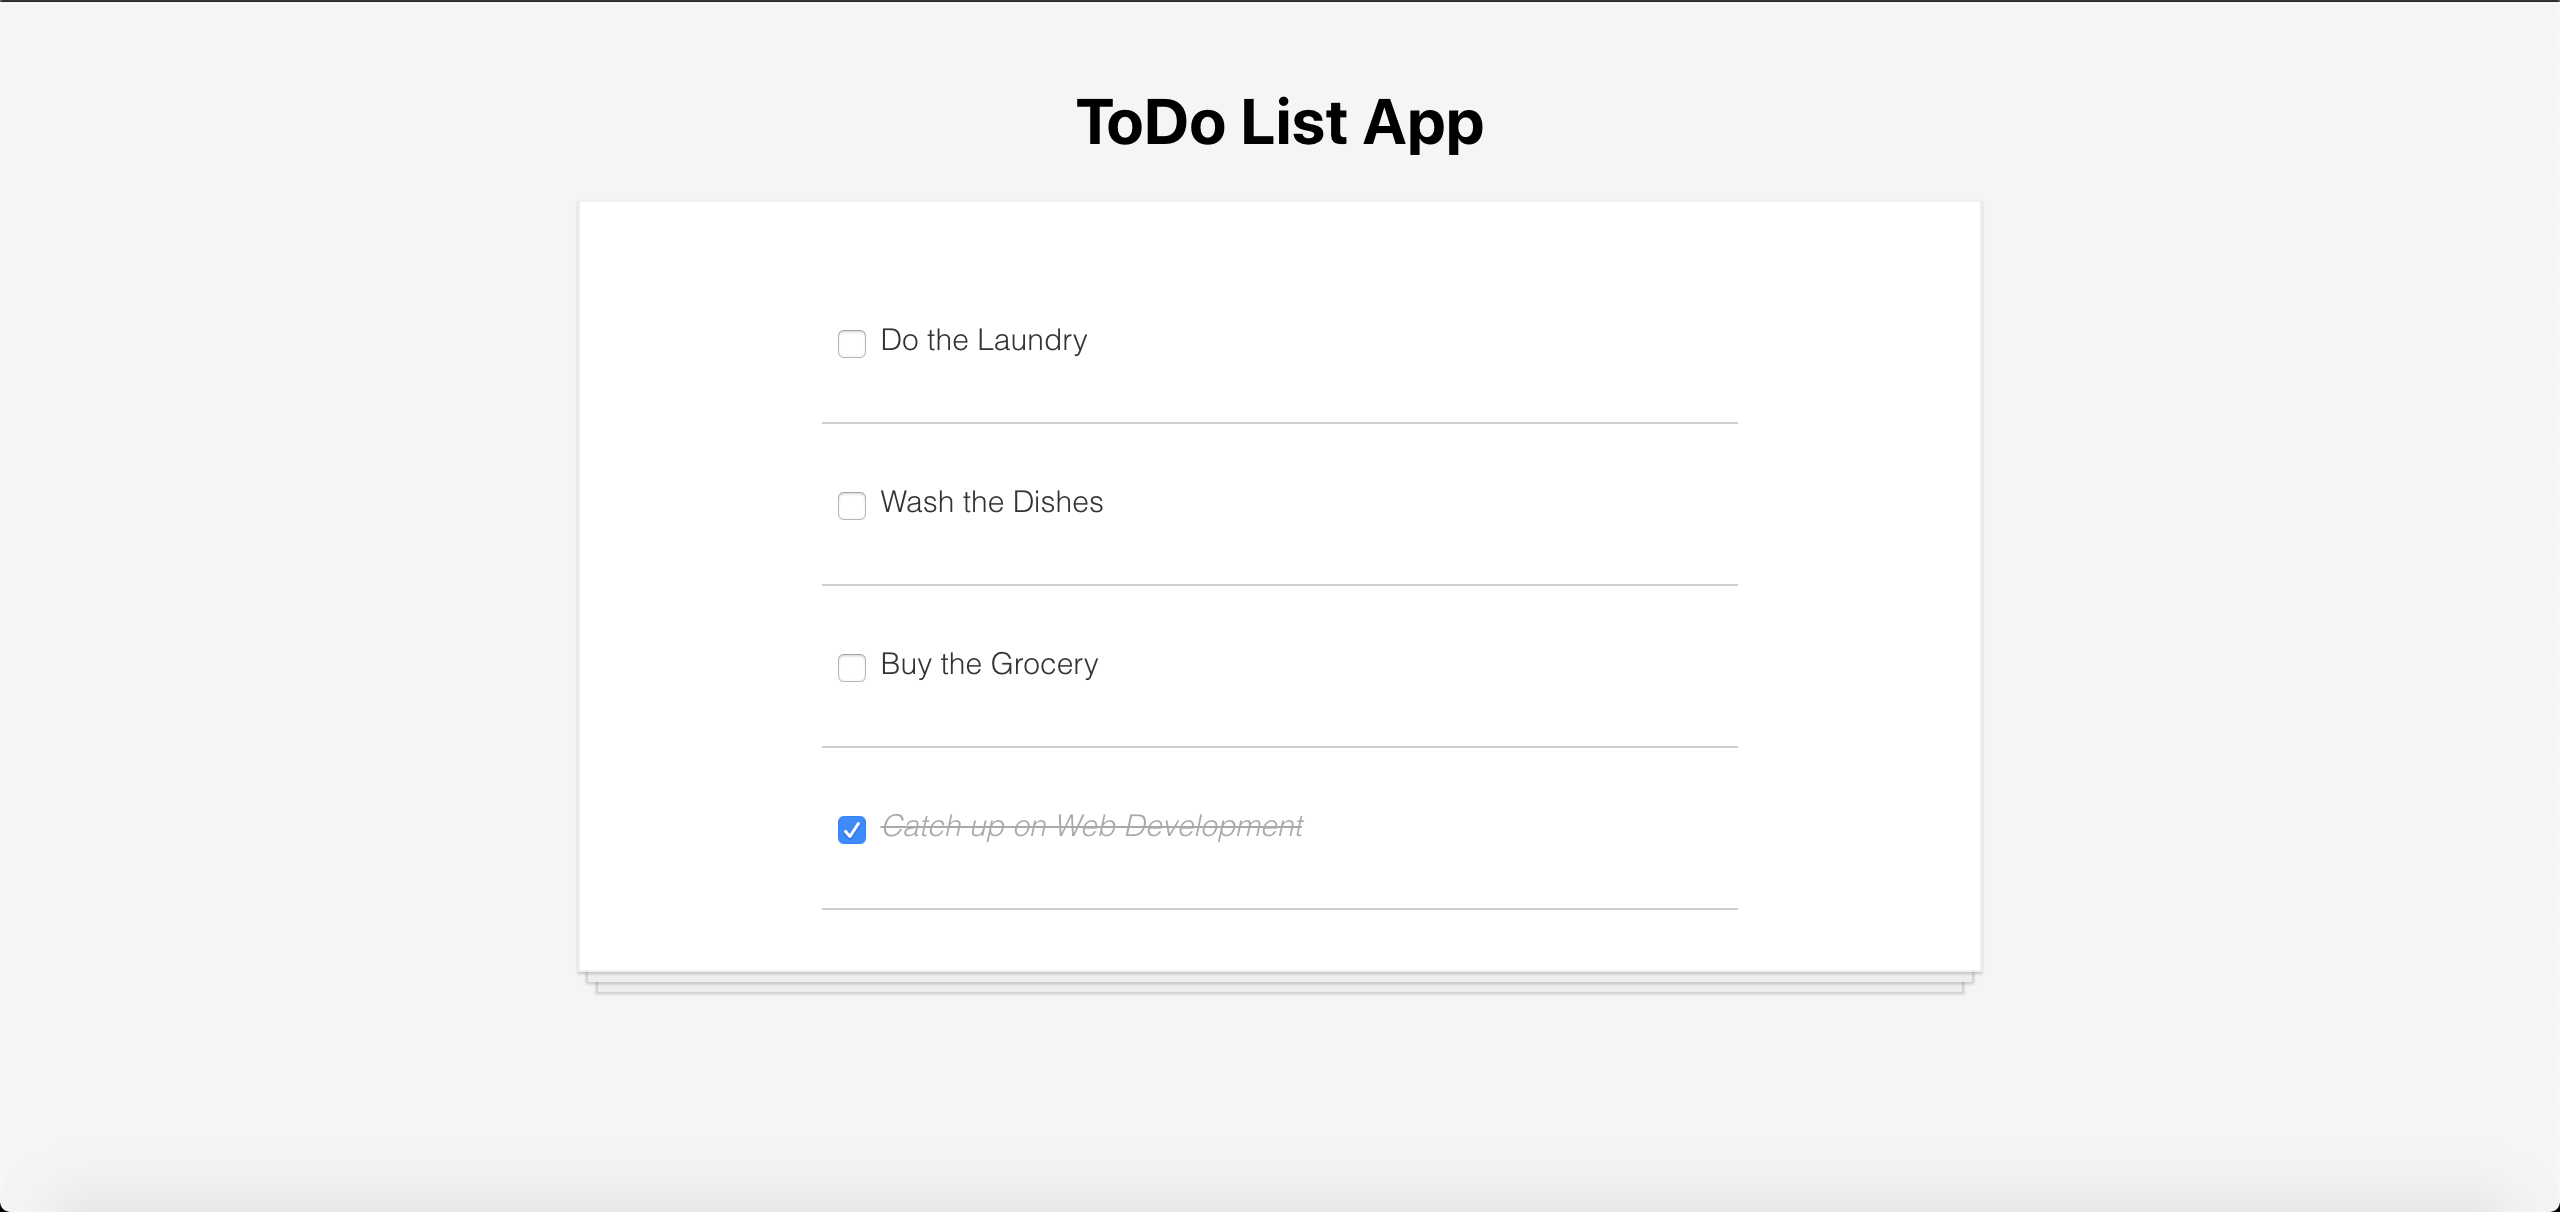 ToDo List App
Do the Laundry
Wash the Dishes
Buy the Grocery
Catch up on Web Development